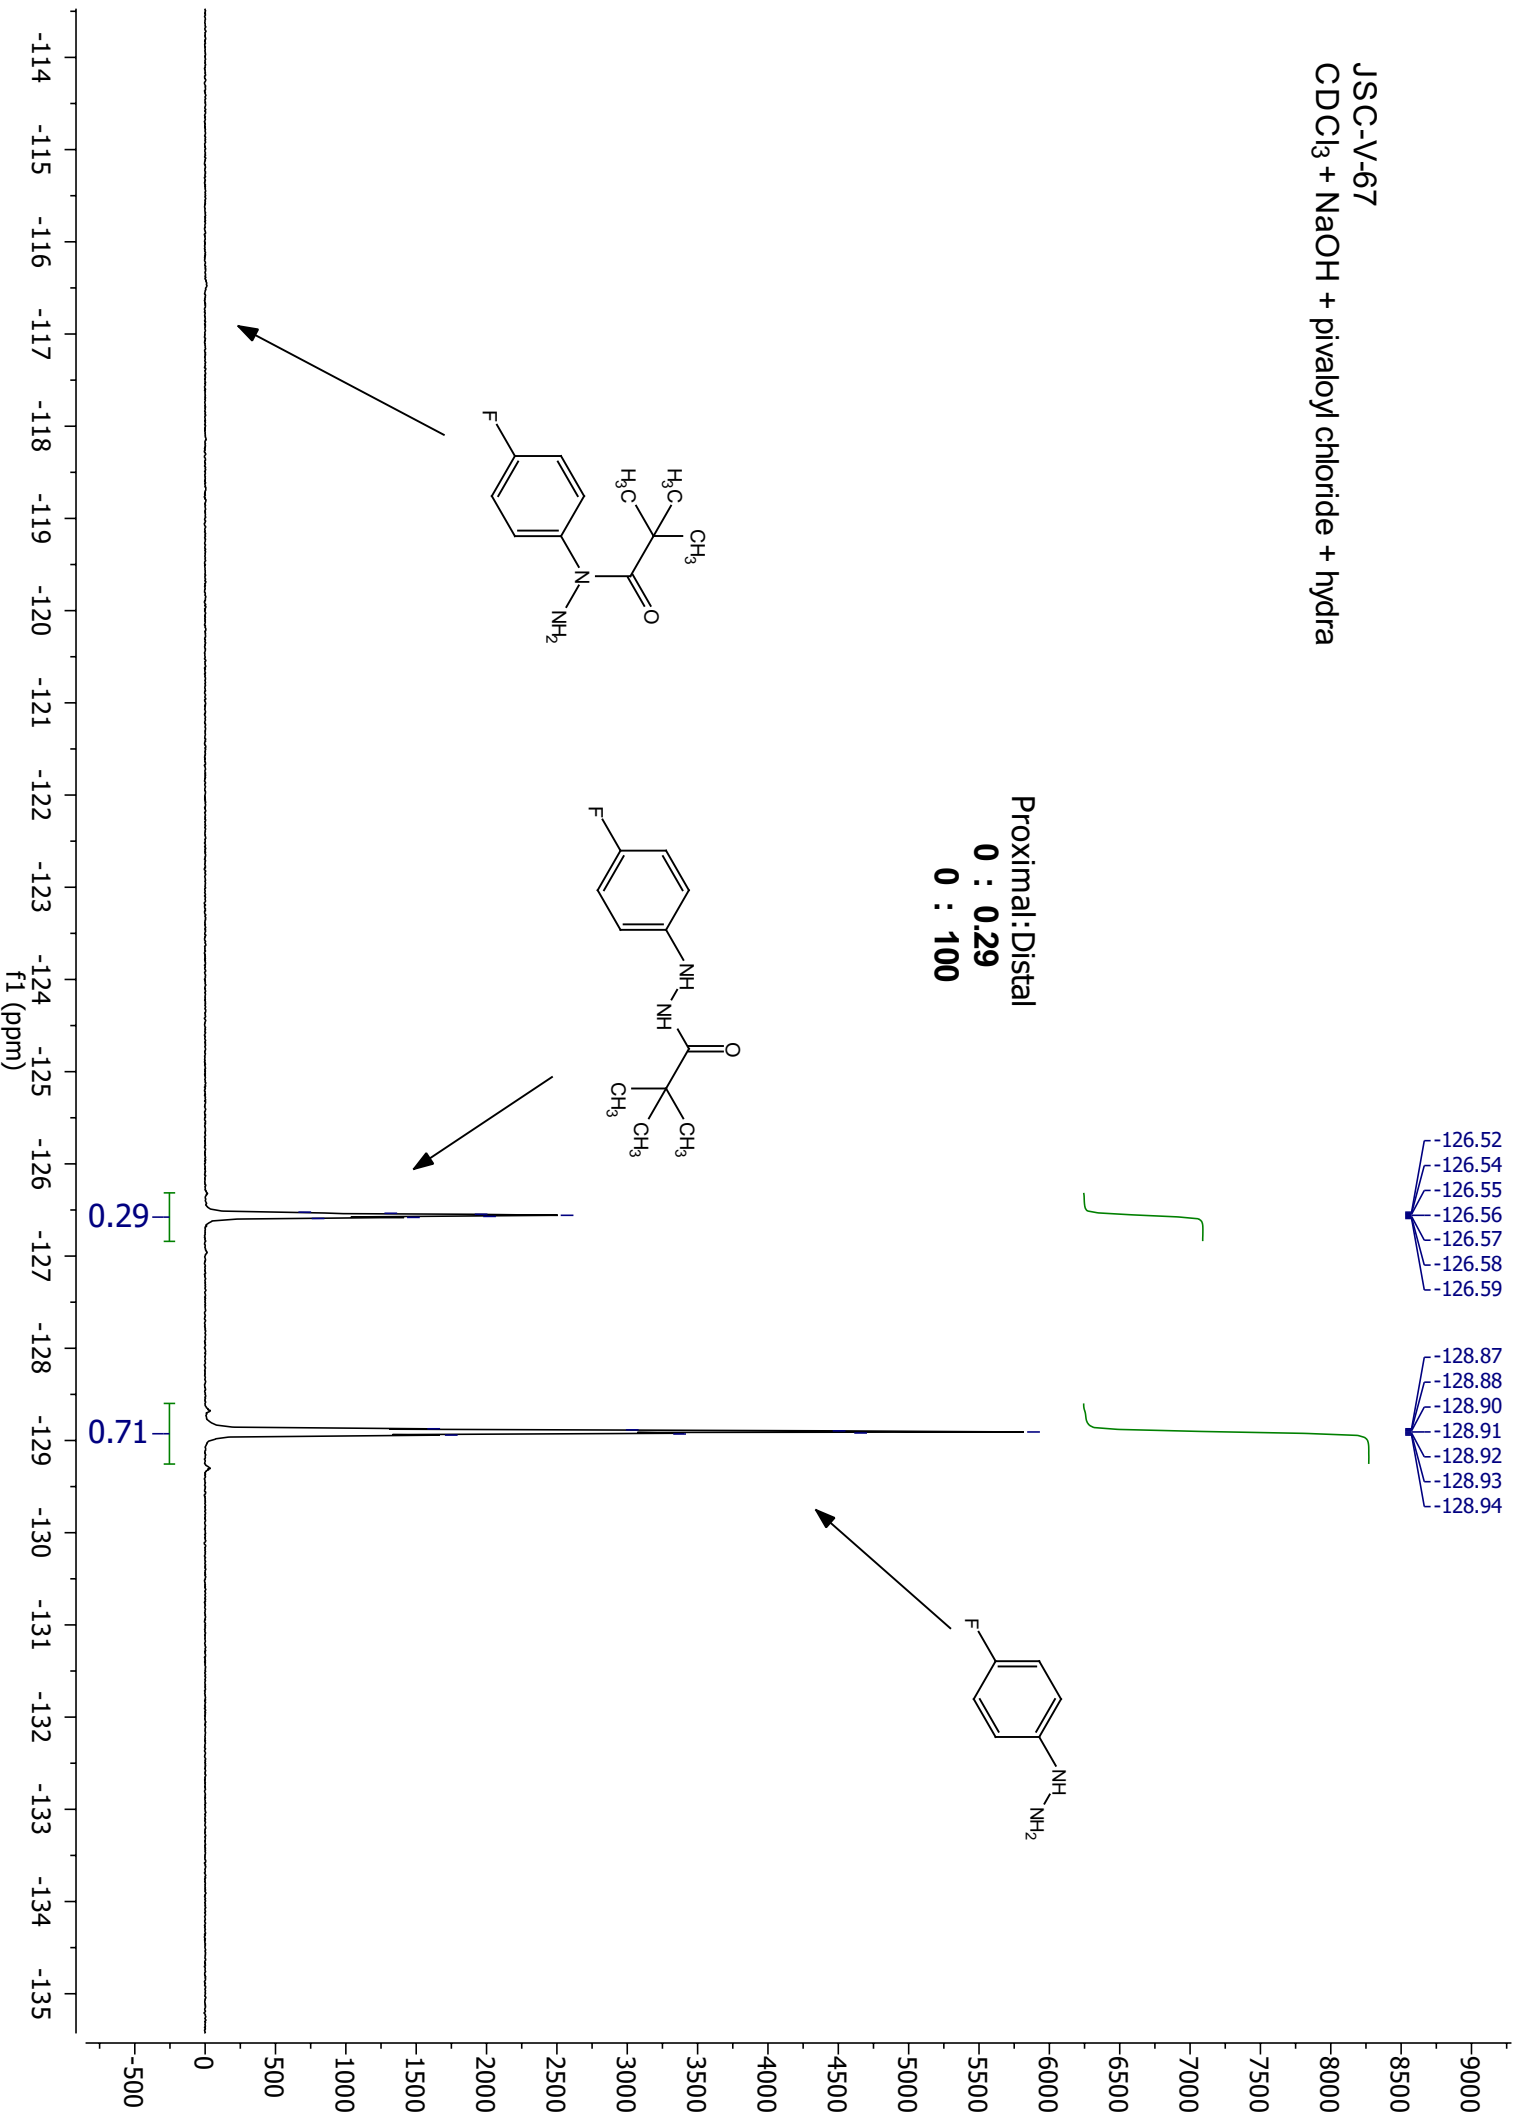 JSC-V-67
CDCl3 + NaOH + pivaloyl chloride + hydra
Proximal:Distal
0 : 0.29
0 : 100
-126.52
-126.54
-126.55
-126.56
-126.57
-126.58
-126.59
-128.87
-128.88
-128.90
-128.91
-128.92
-128.93
-128.94
F
N
NH2
O
H3C
H3C
CH3
F
NH
NH
O
CH3
CH3
CH3
F
NH
NH2
0.29
0.71
-114
-115
-116
-117
-118
-119
-120
-121
-122
-123
-124
-125
-126
-127
-128
-129
-130
-131
-132
-133
-134
-135
f1 (ppm)
-500
0
500
1000
1500
2000
2500
3000
3500
4000
4500
5000
5500
6000
6500
7000
7500
8000
8500
9000